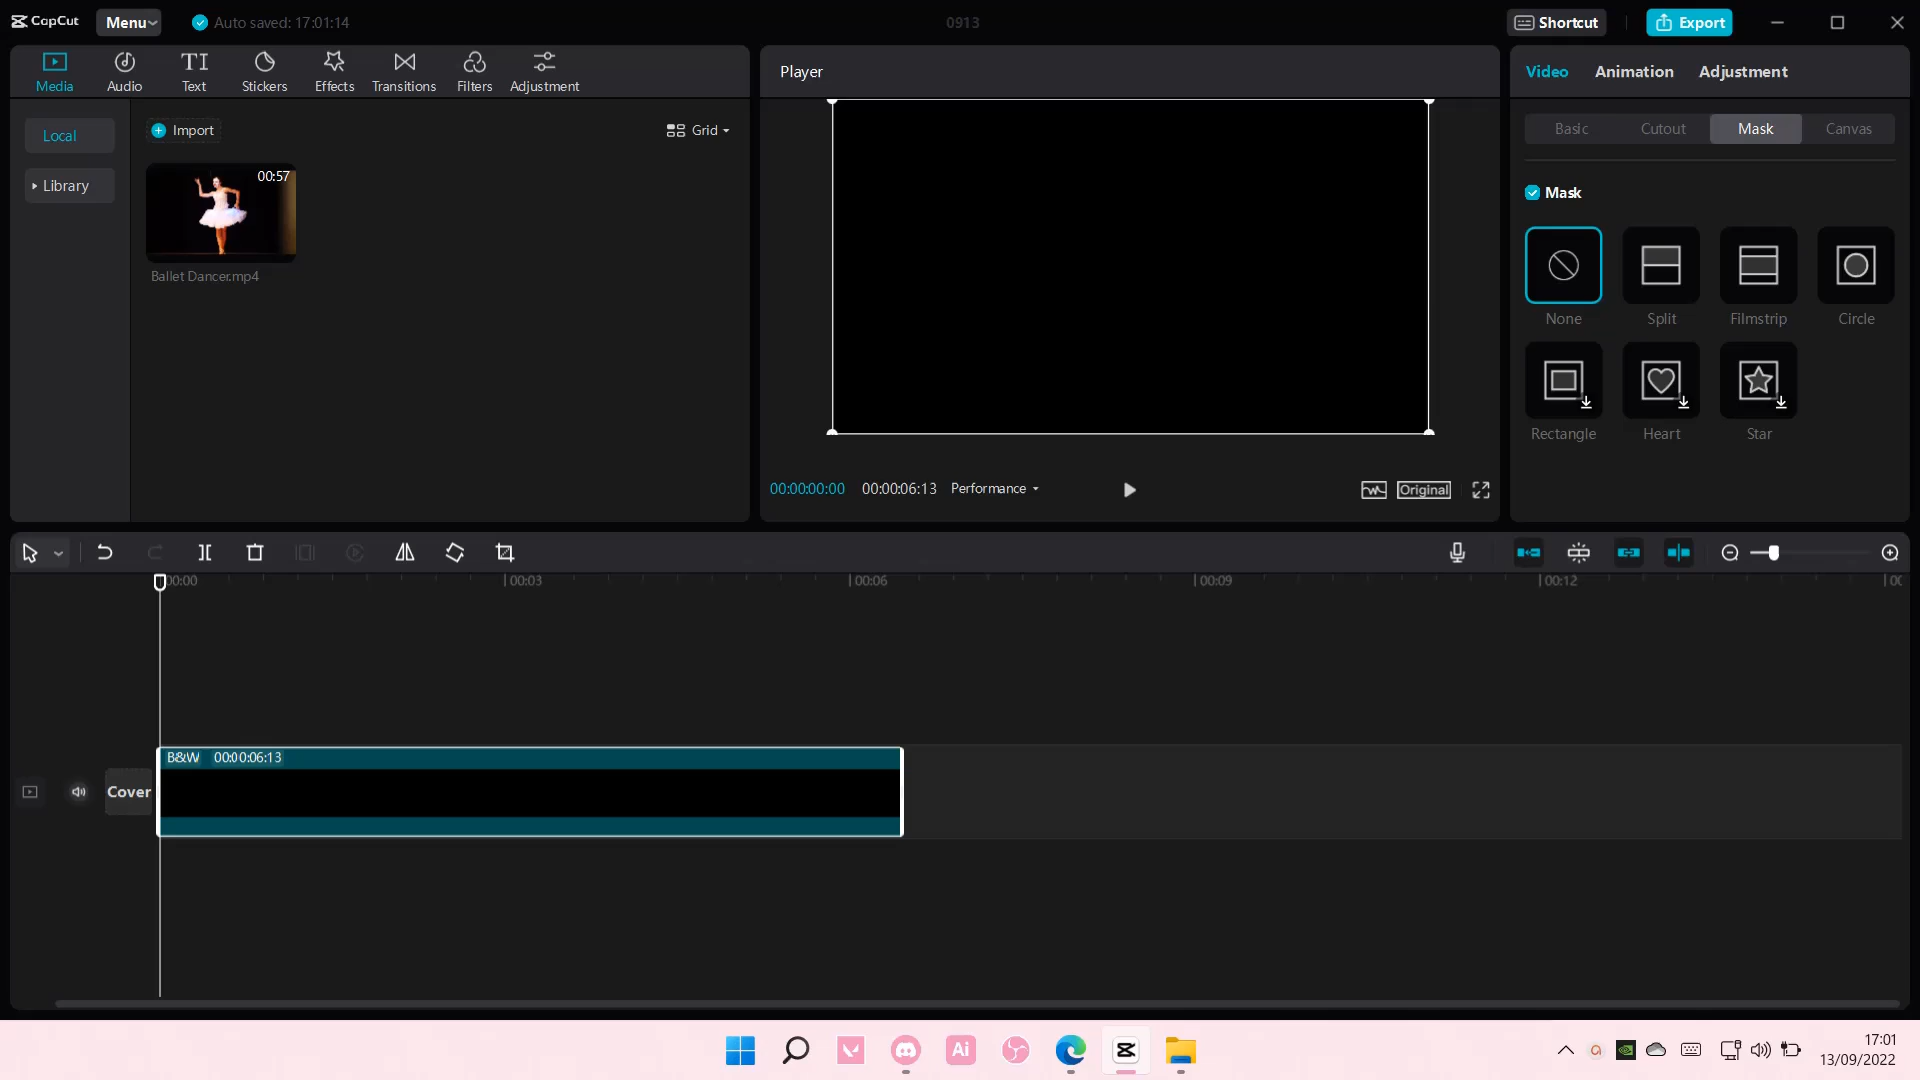 CapCut
Menu
Auto saved: 17:01:14
0913
Shortcut
Export
Media
Audio
Text
Stickers
Effects
Transitions
Filters
Adjustment
Player
Video
Animation
Adjustment
Local
Library
Import
Grid
00:57
Ballet Dancer.mp4
Basic
Cutout
Mask
Canvas
Mask
None
Split
Filmstrip
Circle
Rectangle
Heart
Star
00:00:00:00
00:00:06:13
Performance
Original
00:00
00:03
00:06
00:09
00:12
B&W
00:00:06:13
Cover
Ai
17:01
13/09/2022